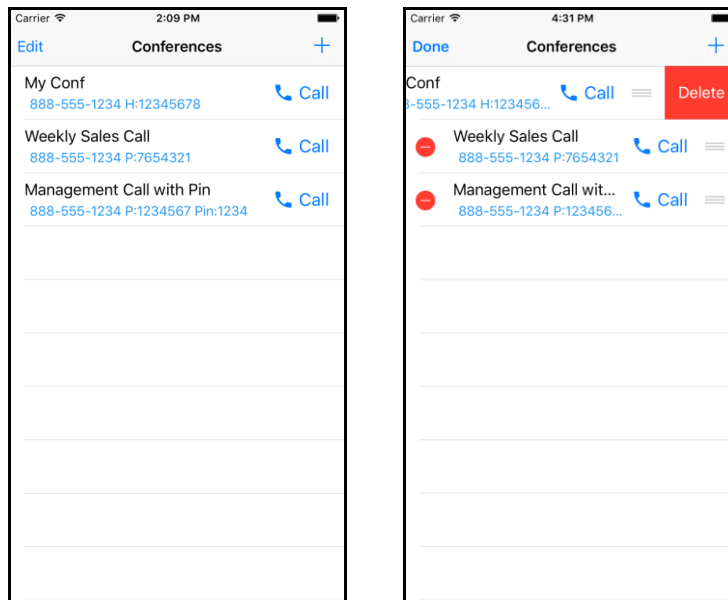 Carrier 2:09 PM
Edit Conferences +
My Conf
888-555-1234 H:12345678
Call
Weekly Sales Call
888-555-1234 P:7654321
Call
Management Call with Pin
888-555-1234 P:1234567 Pin:1234
Call
Carrier 4:31 PM
Done Conferences +
Conf
-555-1234 H:123456...
Call
Delete
Weekly Sales Call
888-555-1234 P:7654321
Call
Management Call wit...
888-555-1234 P:123456...
Call